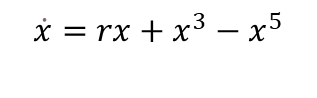 ẋ = rx + x³ − x⁵